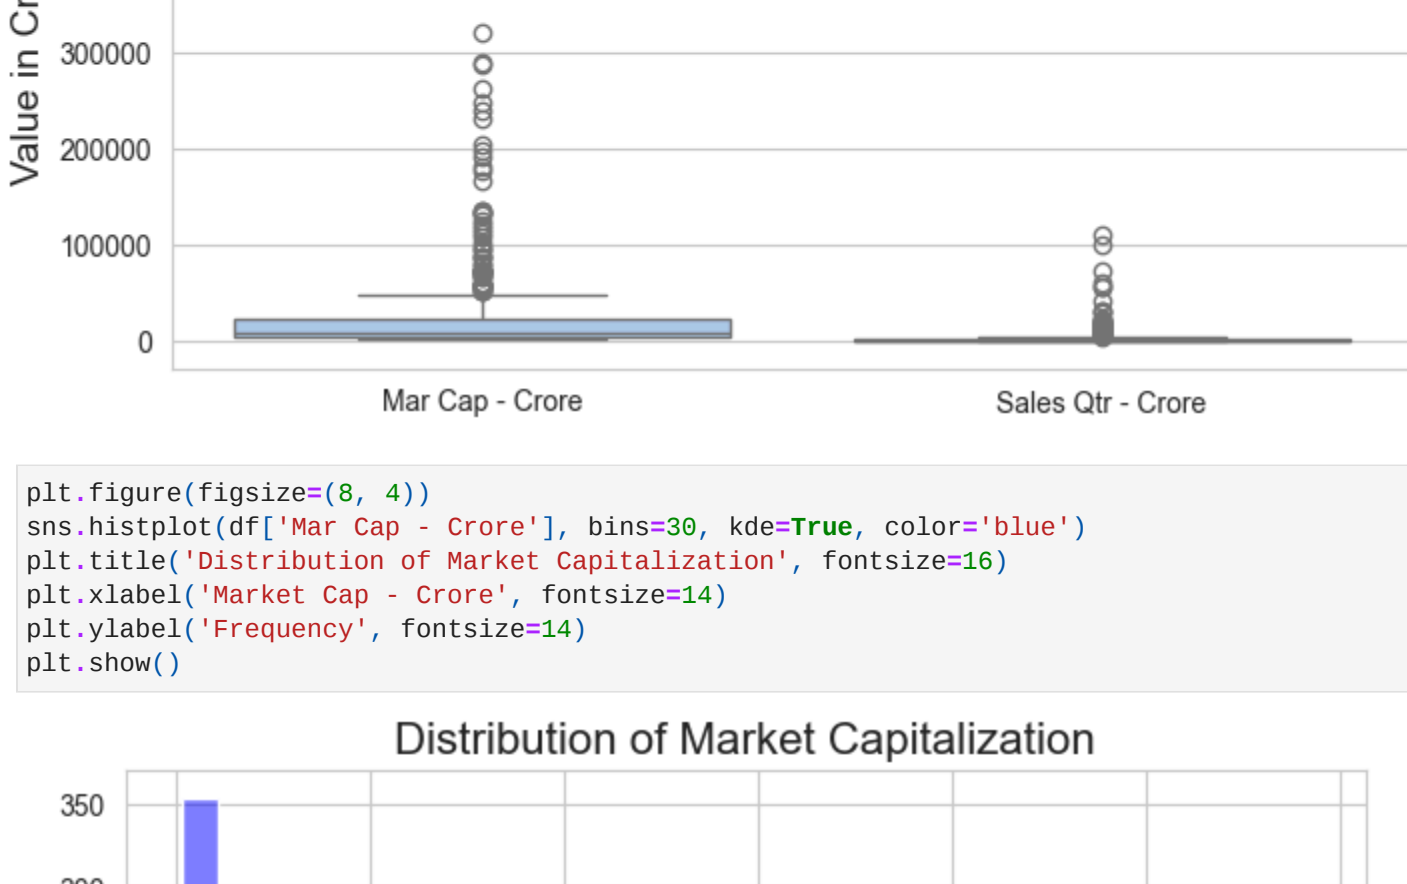 Value in Cr
300000
200000
100000
0
Mar Cap - Crore
Sales Qtr - Crore
plt.figure(figsize=(8, 4))
sns.histplot(df['Mar Cap - Crore'], bins=30, kde=True, color='blue')
plt.title('Distribution of Market Capitalization', fontsize=16)
plt.xlabel('Market Cap - Crore', fontsize=14)
plt.ylabel('Frequency', fontsize=14)
plt.show()
Distribution of Market Capitalization
350